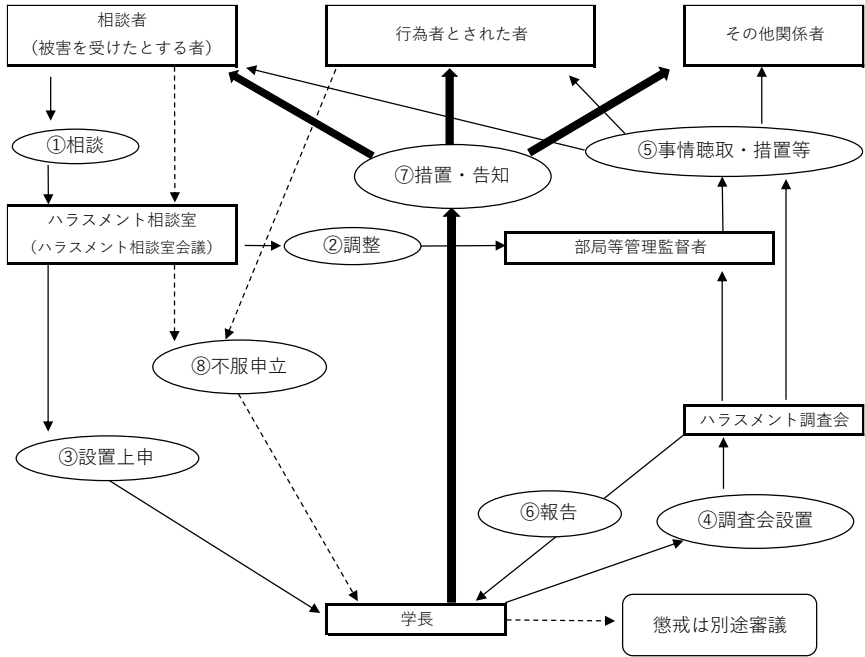 相談者
（被害を受けたとする者）
行為者とされた者
その他関係者
①相談
⑤事情聴取・措置等
⑦措置・告知
ハラスメント相談室
（ハラスメント相談室会議）
②調整
部局等管理監督者
⑧不服申立
ハラスメント調査会
③設置上申
⑥報告
④調査会設置
学長
懲戒は別途審議